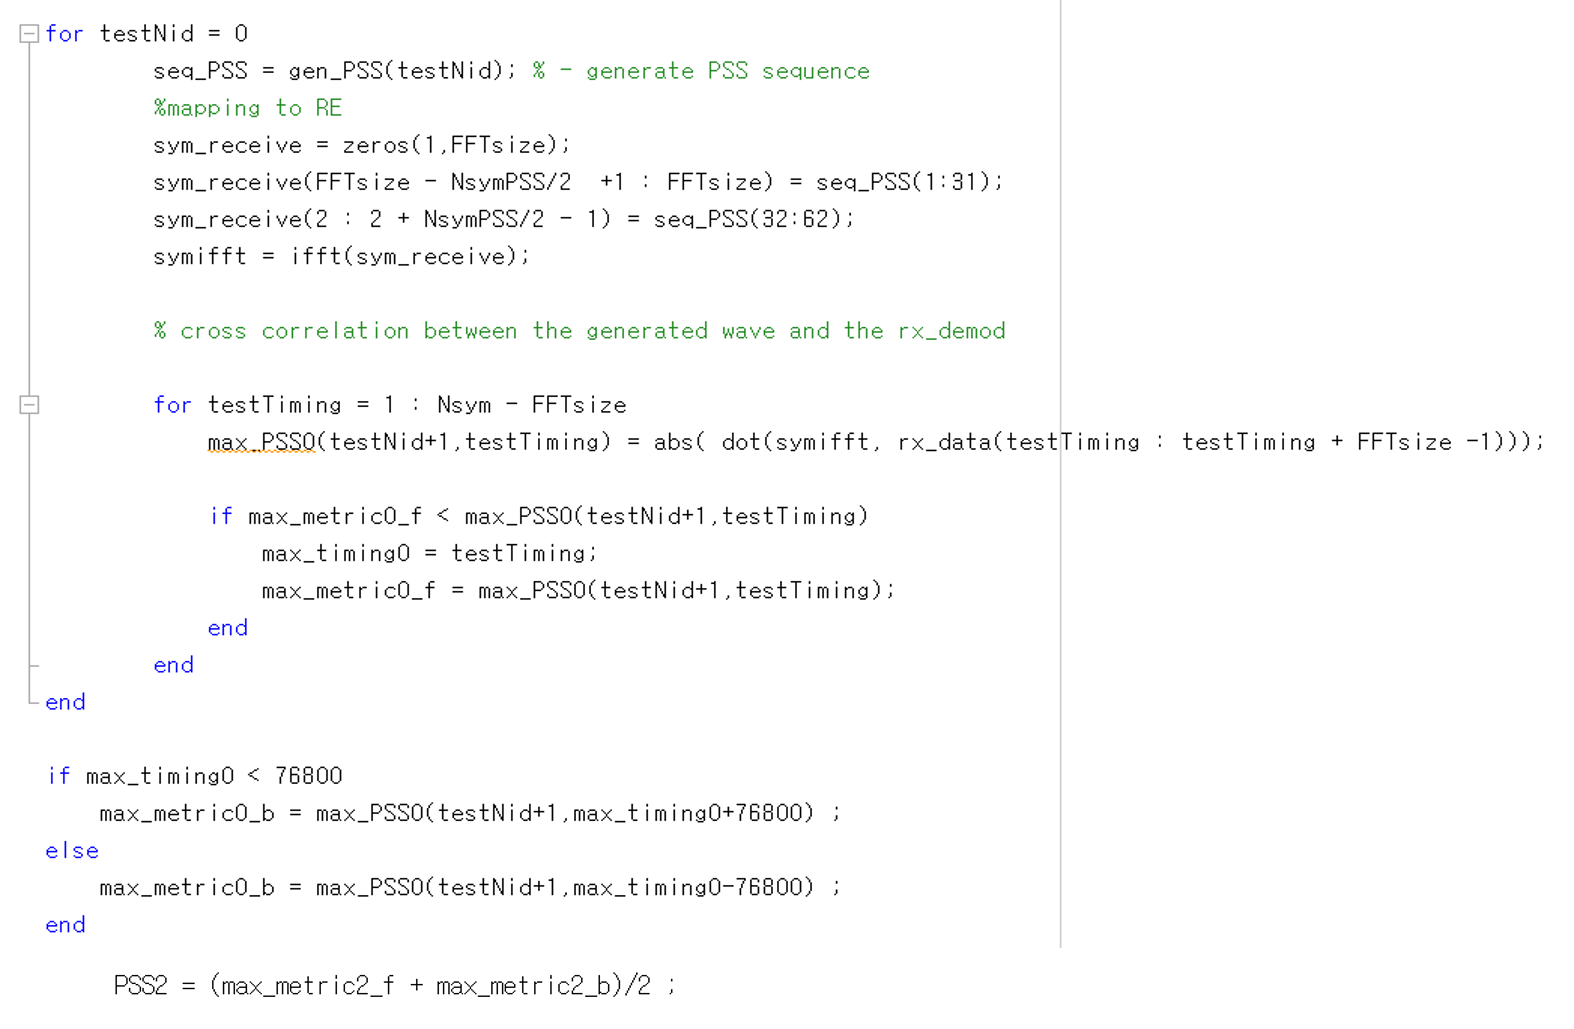 for testNid = 0
seq_PSS = gen_PSS(testNid); % - generate PSS sequence
%mapping to RE
sym_receive = zeros(1,FFTsize);
sym_receive(FFTsize - NsymPSS/2  +1 : FFTsize) = seq_PSS(1:31);
sym_receive(2 : 2 + NsymPSS/2 - 1) = seq_PSS(32:62);
symifft = ifft(sym_receive);
% cross correlation between the generated wave and the rx_demod
for testTiming = 1 : Nsym - FFTsize
max_PSS0(testNid+1,testTiming) = abs( dot(symifft, rx_data(testTiming : testTiming + FFTsize -1)));
if max_metric0_f < max_PSS0(testNid+1,testTiming)
max_timing0 = testTiming;
max_metric0_f = max_PSS0(testNid+1,testTiming);
end
end
end
if max_timing0 < 76800
max_metric0_b = max_PSS0(testNid+1,max_timing0+76800) ;
else
max_metric0_b = max_PSS0(testNid+1,max_timing0-76800) ;
end
PSS2 = (max_metric2_f + max_metric2_b)/2 ;